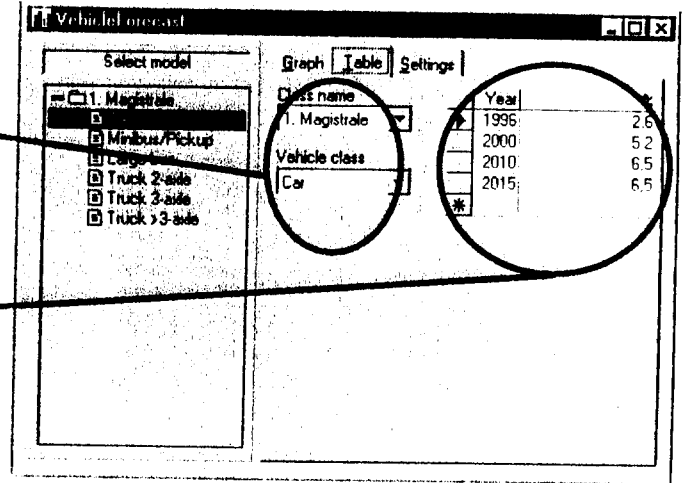 VehicleForecast
Select model
Graph Table Settings
1. Magistrale
Minibus/Pickup
Large
Truck 2-axle
Truck 3-axle
Truck >3-axle
Class name
1. Magistrale
Vehicle class
Car
Year %
1996 2.6
2000 5.2
2010 6.5
2015 6.5